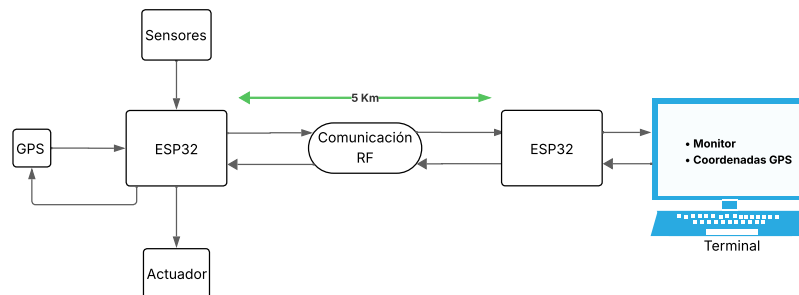 Sensores
5 Km
GPS
ESP32
Comunicación
RF
ESP32
• Monitor
• Coordenadas GPS
Terminal
Actuador